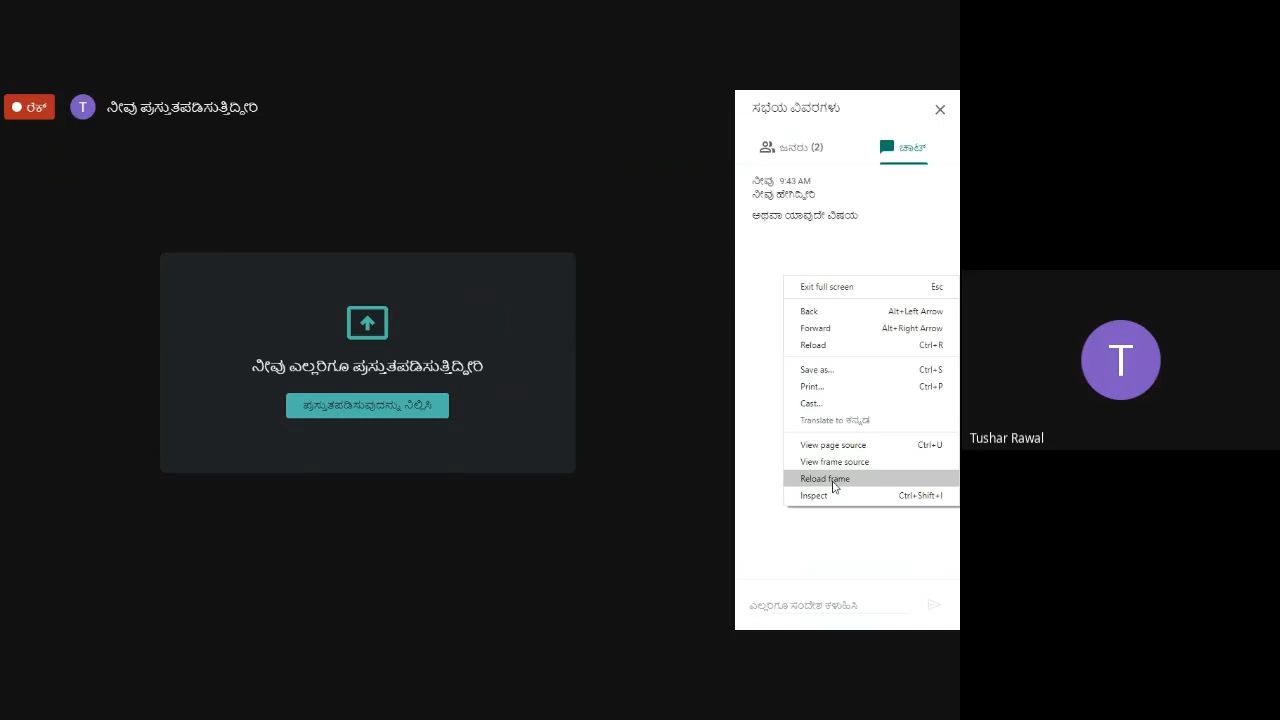 ರೆಕ್
T
ನೀವು ಪ್ರಸ್ತುತಪಡಿಸುತ್ತಿದ್ದೀರಿ
ನೀವು ಎಲ್ಲರಿಗೂ ಪ್ರಸ್ತುತಪಡಿಸುತ್ತಿದ್ದೀರಿ
ಪ್ರಸ್ತುತಪಡಿಸುವುದನ್ನು ನಿಲ್ಲಿಸಿ
ಸಭೆಯ ವಿವರಗಳು
ಜನರು (2)
ಚಾಟ್
ನೀವು 9:43 AM
ನೀವು ಹೇಗಿದ್ದೀರಿ
ಅಥವಾ ಯಾವುದೇ ವಿಷಯ
Exit full screen Esc
Back Alt+Left Arrow
Forward Alt+Right Arrow
Reload Ctrl+R
Save as... Ctrl+S
Print... Ctrl+P
Cast...
Translate to ಕನ್ನಡ
View page source Ctrl+U
View frame source
Reload frame
Inspect Ctrl+Shift+I
ಎಲ್ಲರಿಗೂ ಸಂದೇಶ ಕಳುಹಿಸಿ
T
Tushar Rawal